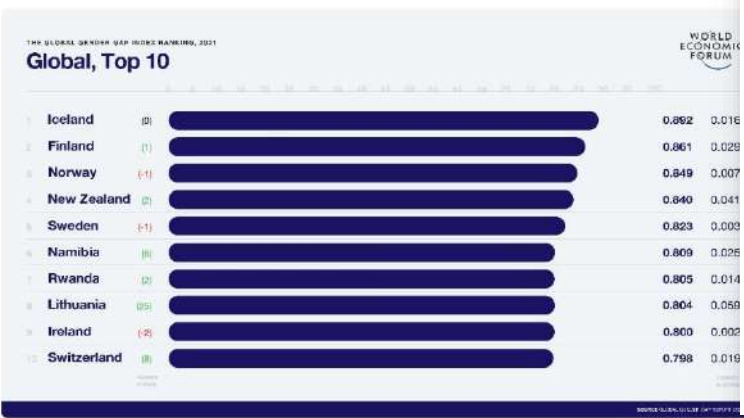 THE GLOBAL GENDER GAP INDEX RANKING, 2021
Global, Top 10
WORLD
ECONOMIC
FORUM
1 Iceland (0) 0.892 0.016
2 Finland (1) 0.861 0.029
3 Norway (-1) 0.849 0.007
4 New Zealand (2) 0.840 0.041
5 Sweden (-1) 0.823 0.003
6 Namibia (6) 0.809 0.025
7 Rwanda (2) 0.805 0.014
8 Lithuania (25) 0.804 0.059
9 Ireland (-2) 0.800 0.002
10 Switzerland (8) 0.798 0.019